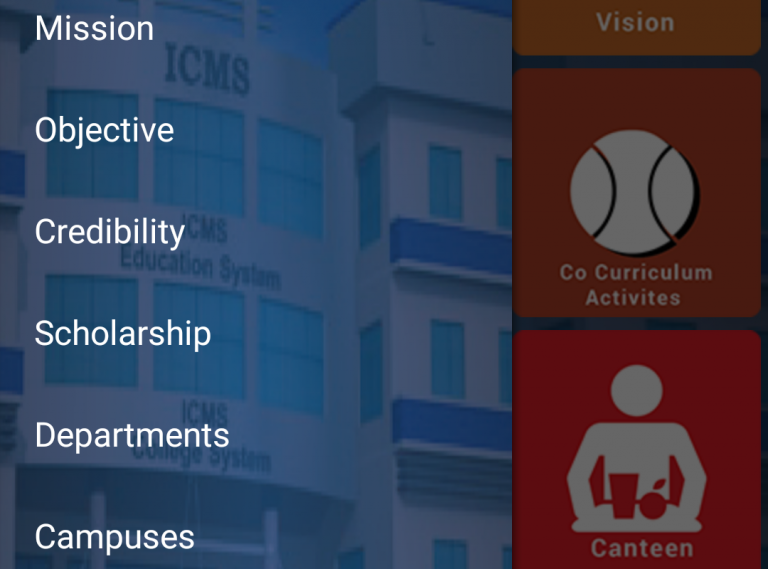 Mission
ICMS
Objective
Credibility
ICMS
Education System
Scholarship
Departments
ICMS
College System
Campuses
Vision
Co Curriculum
Activites
Canteen